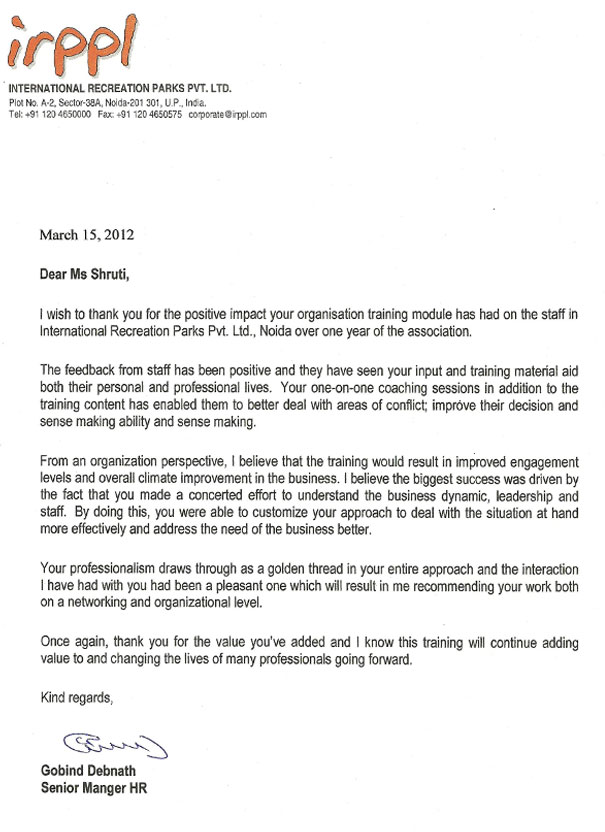 irppl
INTERNATIONAL RECREATION PARKS PVT. LTD.
Plot No. A-2, Sector-38A, Noida-201 301, U.P., India.
Tel: +91 120 4650000 Fax: +91 120 4650575 corporate@irppl.com
March 15, 2012
Dear Ms Shruti,
I wish to thank you for the positive impact your organisation training module has had on the staff in
International Recreation Parks Pvt. Ltd., Noida over one year of the association.
The feedback from staff has been positive and they have seen your input and training material aid
both their personal and professional lives. Your one-on-one coaching sessions in addition to the
training content has enabled them to better deal with areas of conflict; improve their decision and
sense making ability and sense making.
From an organization perspective, I believe that the training would result in improved engagement
levels and overall climate improvement in the business. I believe the biggest success was driven by
the fact that you made a concerted effort to understand the business dynamic, leadership and
staff. By doing this, you were able to customize your approach to deal with the situation at hand
more effectively and address the need of the business better.
Your professionalism draws through as a golden thread in your entire approach and the interaction
I have had with you had been a pleasant one which will result in me recommending your work both
on a networking and organizational level.
Once again, thank you for the value you've added and I know this training will continue adding
value to and changing the lives of many professionals going forward.
Kind regards,
Gobind Debnath
Senior Manger HR